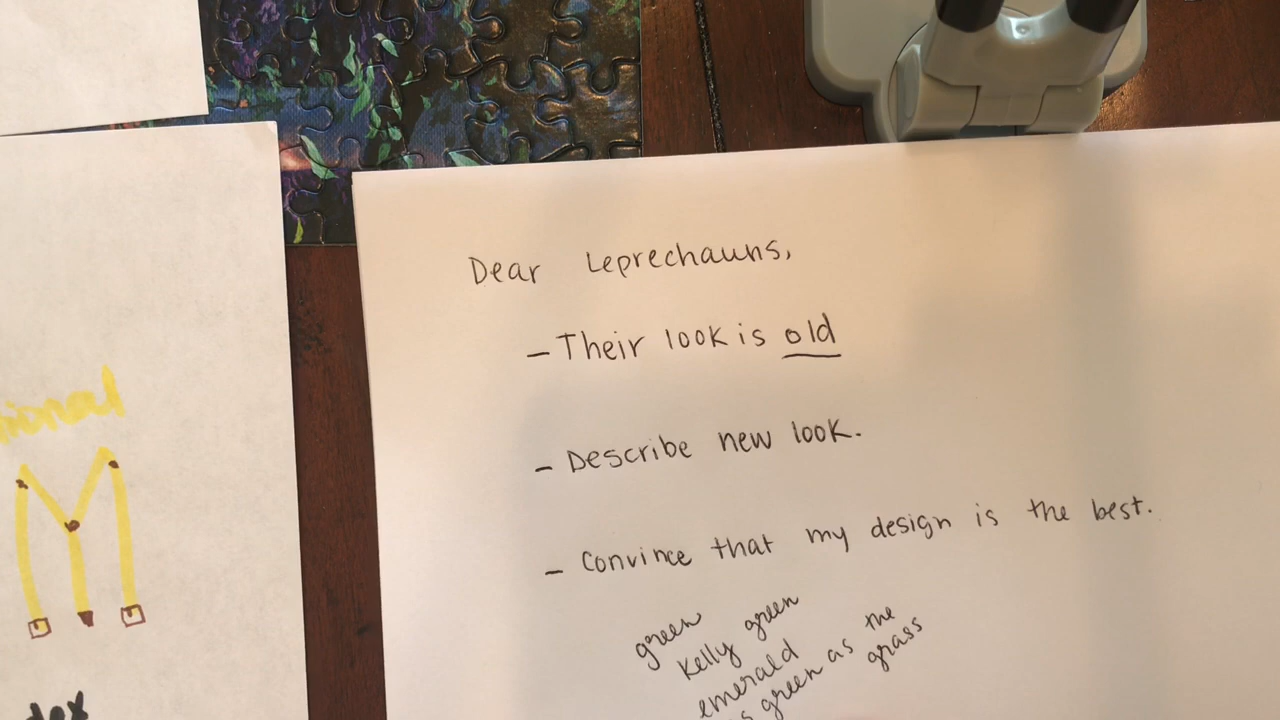 Dear Leprechauns,
- Their look is old
- Describe new look.
- Convince that my design is the best.
green
kelly green
emerald
green as the
grass